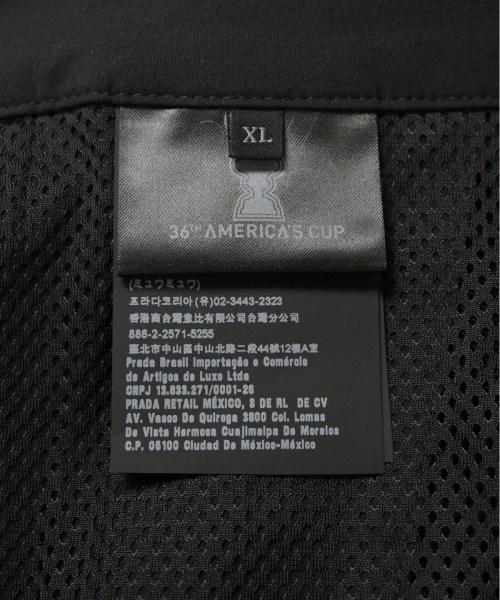 XL
36TH AMERICA'S CUP
(ミュウミュウ)
프라다코리아 (유)02-3443-2323
香港商台灣壹比有限公司台灣分公司
886-2-2571-5255
臺北市中山區中山北路二段44號12樓A室
Prada Brasil Importação e Comércio
de Artigos de Luxo Ltda
CNPJ 13.633.271/0001-26
PRADA RETAIL MÉXICO, S DE RL DE CV
AV. Vasco De Quiroga 3800 Col. Lomas
De Vista Hermosa Cuajimalpa De Morelos
C.P. 05100 Ciudad De México-México